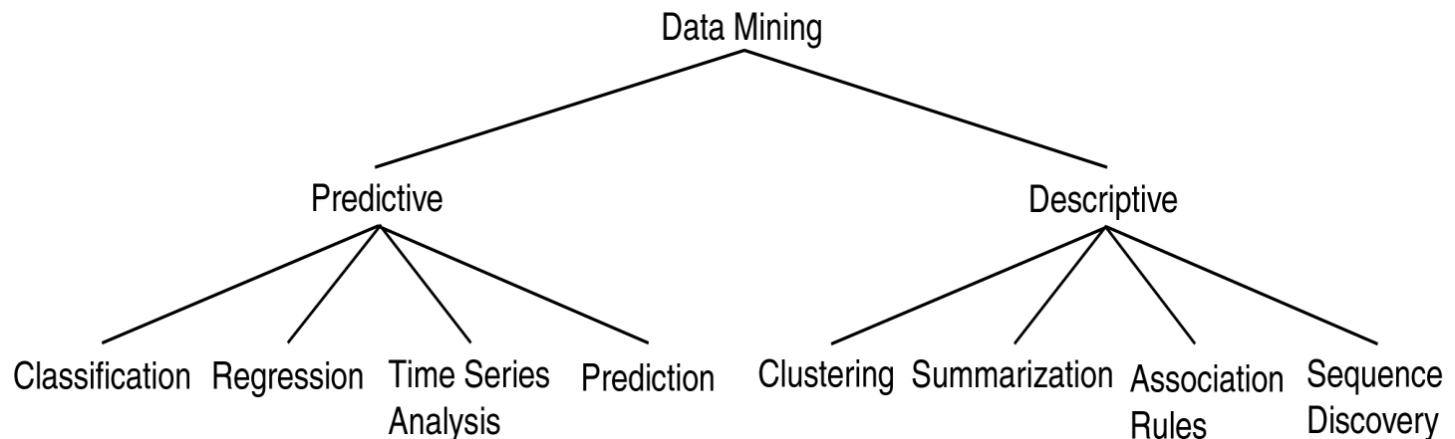 Data Mining
Predictive
Descriptive
Classification
Regression
Time Series
Analysis
Prediction
Clustering
Summarization
Association
Rules
Sequence
Discovery